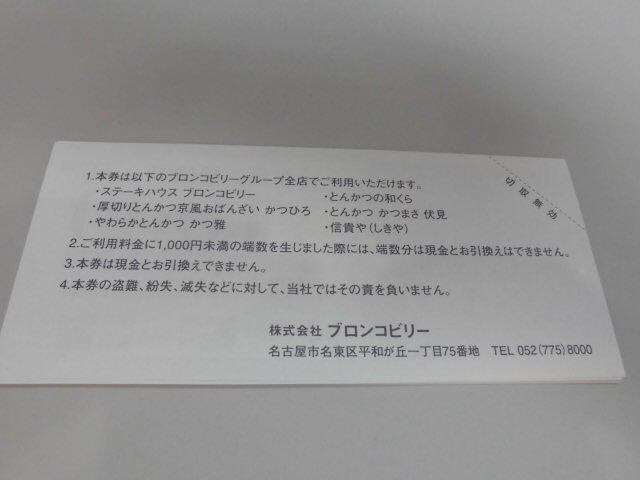 1.本券は以下のブロンコビリーグループ全店でご利用いただけます。
・ステーキハウス ブロンコビリー ・とんかつの和くら
・厚切りとんかつ京風おばんざい かつひろ ・とんかつ かつまさ 伏見
・やわらかとんかつ かつ雅 ・信貴や(しきや)
2.ご利用料金に1,000円未満の端数を生じました際には、端数分は現金とお引換えはできません。
3.本券は現金とお引換えできません。
4.本券の盗難、紛失、滅失などに対して、当社ではその責を負いません。
株式会社 ブロンコビリー
名古屋市名東区平和が丘一丁目75番地 TEL 052(775)8000
切取無効